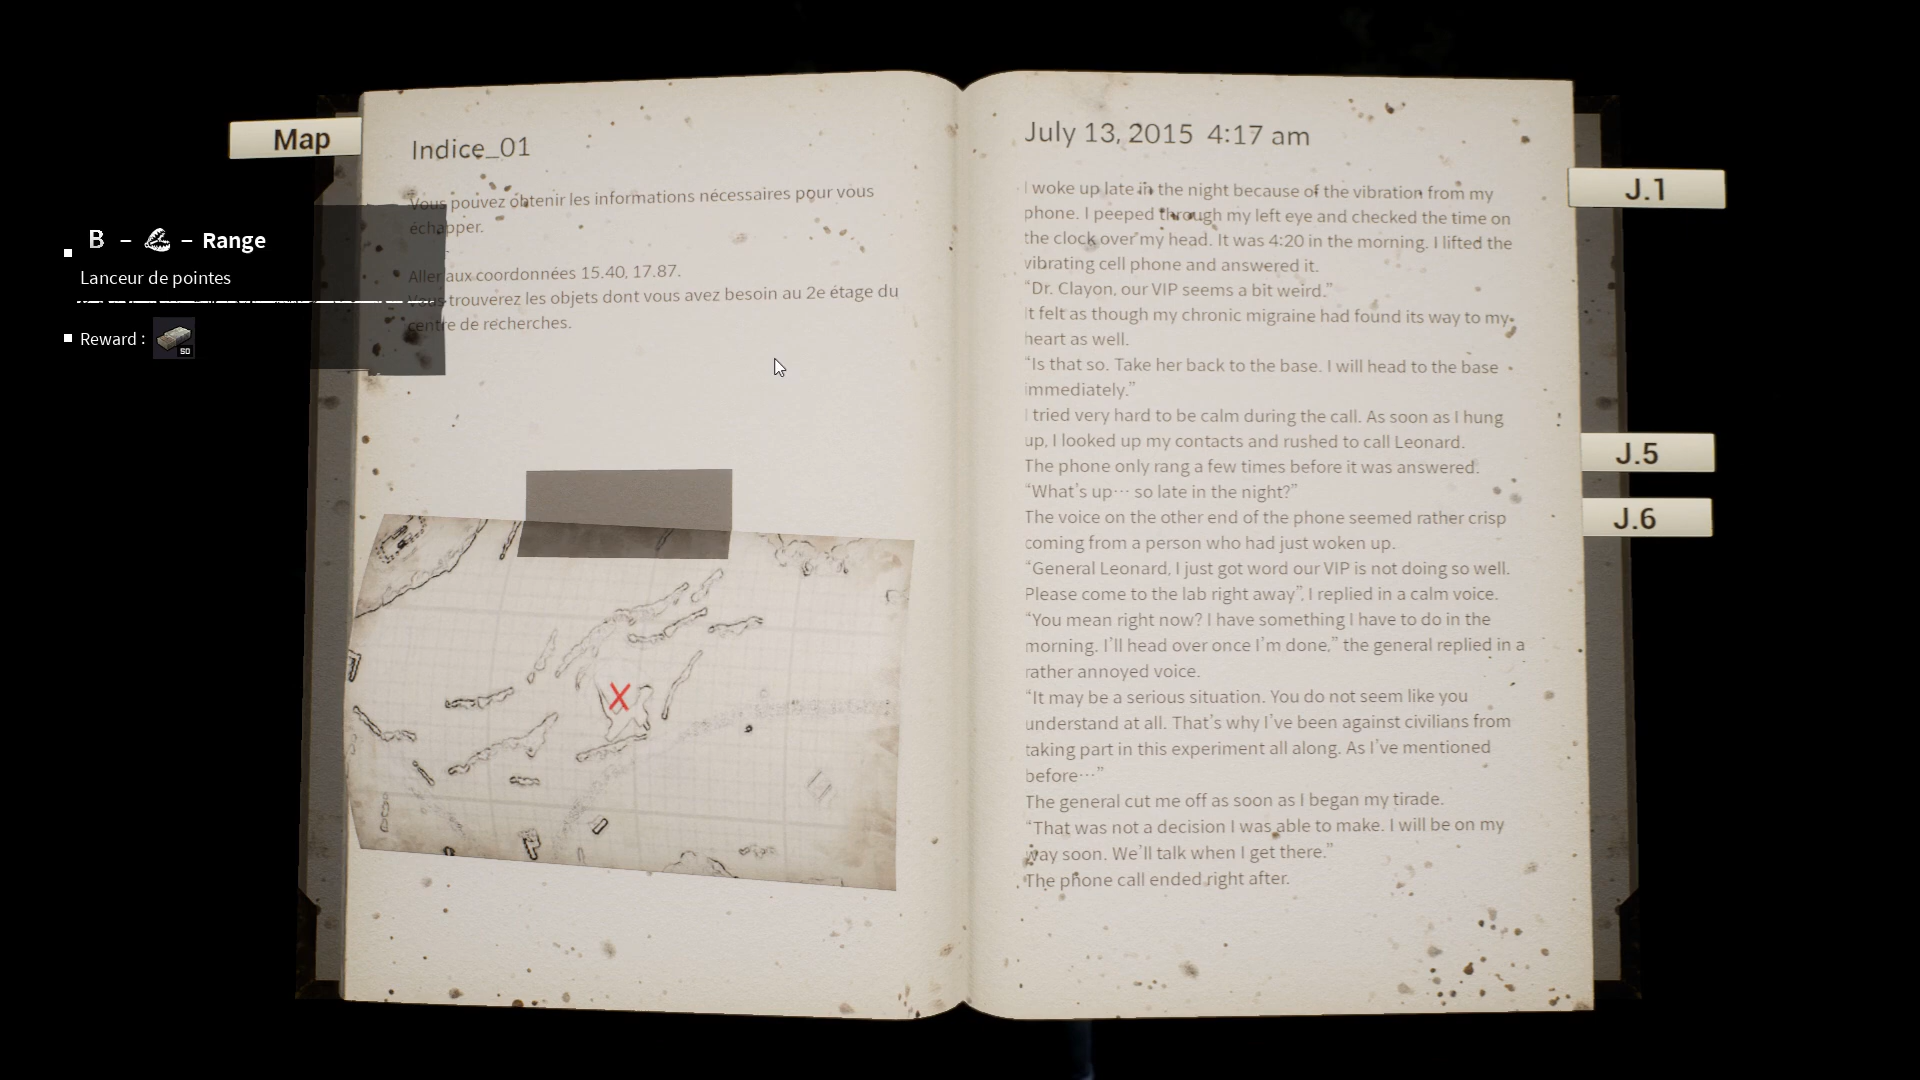 Map
B - - Range
Lanceur de pointes
Reward :
50
Indice_01
Vous pouvez obtenir les informations nécessaires pour vous
échapper.
-
Aller aux coordonnées 15.40, 17.87.
Vous trouverez les objets dont vous avez besoin au 2e étage du
centre de recherches.
X
July 13, 2015 4:17 am
I woke up late in the night because of the vibration from my
phone. I peeped through my left eye and checked the time on
the clock over my head. It was 4:20 in the morning. I lifted the
vibrating cell phone and answered it.
“Dr. Clayon, our VIP seems a bit weird.”
It felt as though my chronic migraine had found its way to my
heart as well.
“Is that so. Take her back to the base. I will head to the base
immediately.”
I tried very hard to be calm during the call. As soon as I hung
up, I looked up my contacts and rushed to call Leonard.
The phone only rang a few times before it was answered.
“What’s up··· so late in the night?”
The voice on the other end of the phone seemed rather crisp
coming from a person who had just woken up.
“General Leonard, I just got word our VIP is not doing so well.
Please come to the lab right away”, I replied in a calm voice.
“You mean right now? I have something I have to do in the
morning. I’ll head over once I’m done,” the general replied in a
rather annoyed voice.
“It may be a serious situation. You do not seem like you
understand at all. That’s why I’ve been against civilians from
taking part in this experiment all along. As I’ve mentioned
before···”
The general cut me off as soon as I began my tirade.
“That was not a decision I was able to make. I will be on my
way soon. We’ll talk when I get there.”
The phone call ended right after.
J.1
J.5
J.6